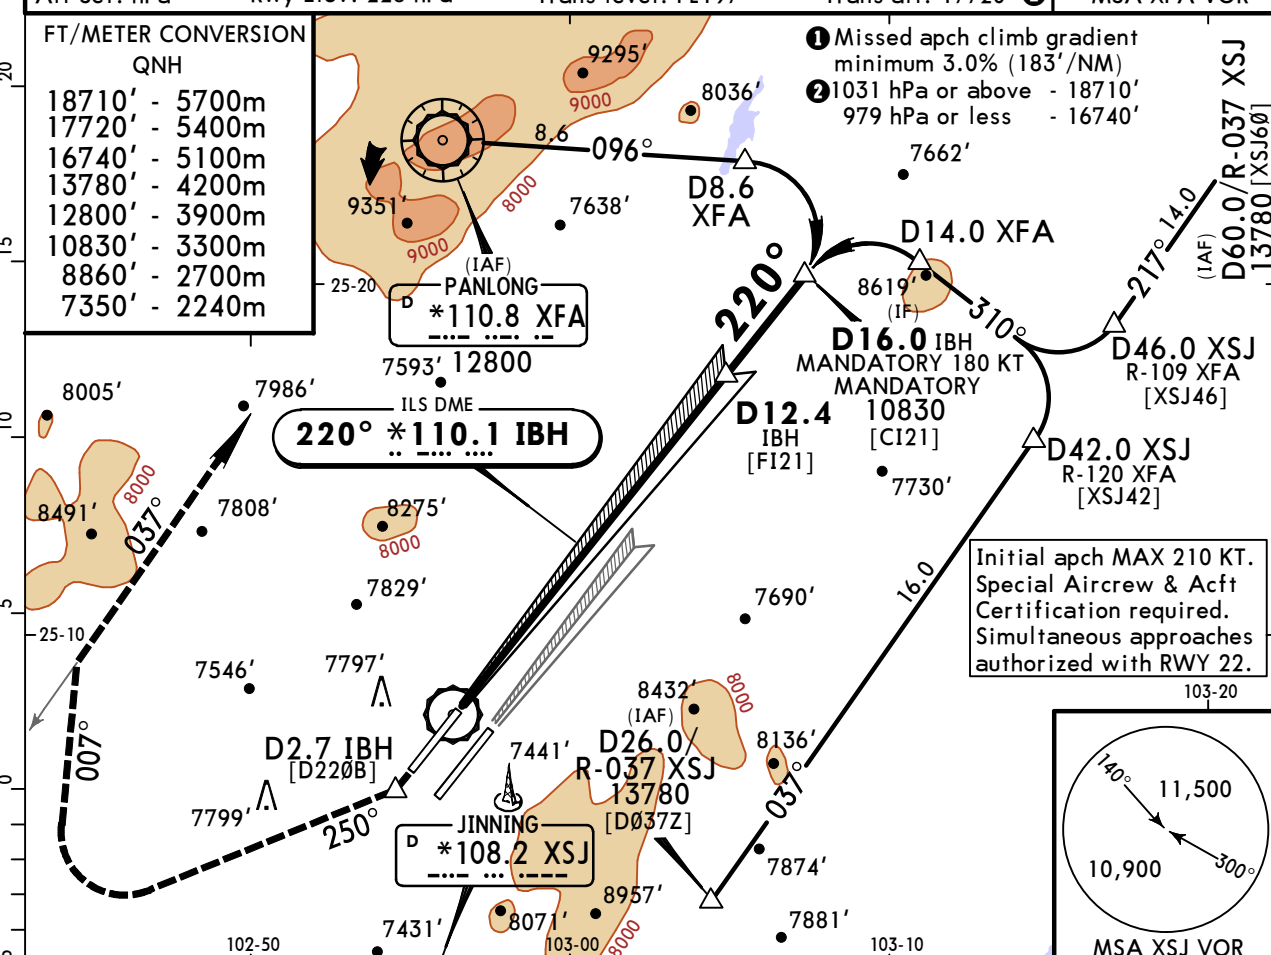 FT/METER CONVERSION
QNH
18710' - 5700m
17720' - 5400m
16740' - 5100m
13780' - 4200m
12800' - 3900m
10830' - 3300m
8860' - 2700m
7350' - 2240m
1 Missed apch climb gradient
minimum 3.0% (183'/NM)
2 1031 hPa or above - 18710'
979 hPa or less - 16740'
9295'
9000
8036'
8.6
096°
7662'
D8.6
XFA
8000
7638'
9351'
9000
(IAF)
PANLONG
D *110.8 XFA
12800
25-20
D14.0 XFA
8619'
(IF)
D16.0 IBH
MANDATORY 180 KT
MANDATORY
10830
[CI21]
310°
217°
14.0
(IAF)
D60.0/R-037 XSJ
13780 [XSJ60]
D46.0 XSJ
R-109 XFA
[XSJ46]
D42.0 XSJ
R-120 XFA
[XSJ42]
220°
7593'
8005'
7986'
ILS DME
220° *110.1 IBH
D12.4
IBH
[FI21]
7730'
8000
8491'
037°
7808'
8275'
8000
7829'
16.0
Initial apch MAX 210 KT.
Special Aircrew & Acft
Certification required.
Simultaneous approaches
authorized with RWY 22.
7690'
25-10
7546'
7797'
103-20
8432'
8000
(IAF)
D26.0
R-037 XSJ
13780
[D037Z]
8136'
037°
007°
D2.7 IBH
[D220B]
7441'
7799'
250°
JINNING
D *108.2 XSJ
7874'
8957'
8071'
8000
7431'
7881'
102-50
103-00
103-10
140°
11,500
10,900
300°
MSA XSJ VOR
20
15
10
5
0